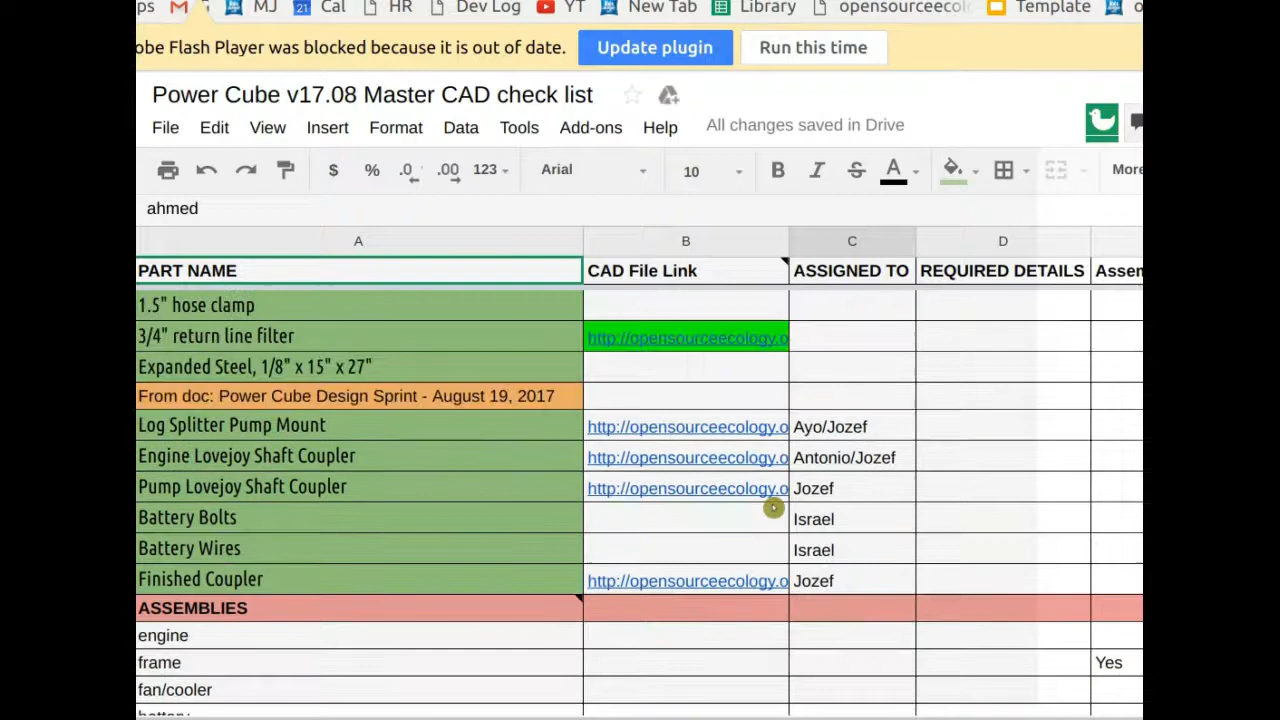 ps MJ Cal HR Dev Log YT New Tab Library opensourceecol Template
obe Flash Player was blocked because it is out of date. Update plugin Run this time
Power Cube v17.08 Master CAD check list
File Edit View Insert Format Data Tools Add-ons Help All changes saved in Drive
$ % .0 .00 123 Arial 10 B I S A More
ahmed
A B C D
PART NAME CAD File Link ASSIGNED TO REQUIRED DETAILS Assem
1.5" hose clamp
3/4" return line filter http://opensourceecology.o
Expanded Steel, 1/8" x 15" x 27"
From doc: Power Cube Design Sprint - August 19, 2017
Log Splitter Pump Mount http://opensourceecology.o Ayo/Jozef
Engine Lovejoy Shaft Coupler http://opensourceecology.o Antonio/Jozef
Pump Lovejoy Shaft Coupler http://opensourceecology.o Jozef
Battery Bolts Israel
Battery Wires Israel
Finished Coupler http://opensourceecology.o Jozef
ASSEMBLIES
engine
frame Yes
fan/cooler